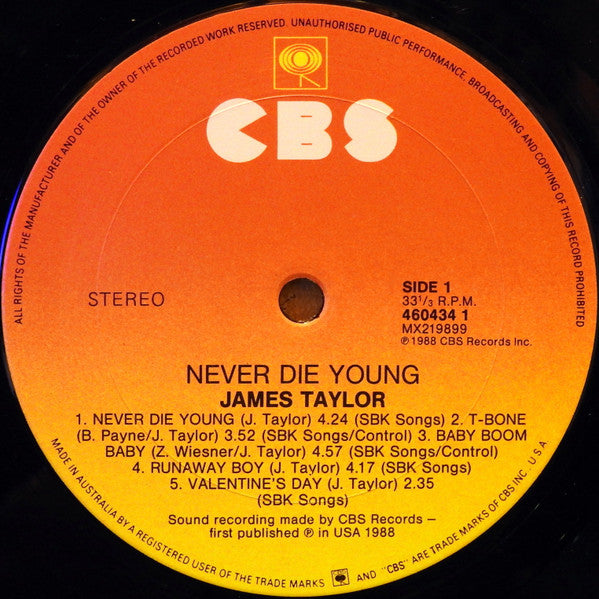 ALL RIGHTS OF THE MANUFACTURER AND OF THE OWNER OF THE RECORDED WORK RESERVED. UNAUTHORISED PUBLIC PERFORMANCE, BROADCASTING AND COPYING OF THIS RECORD PROHIBITED
CBS
STEREO
SIDE 1
33 1/3 R.P.M.
460434 1
MX219899
℗ 1988 CBS Records Inc.
NEVER DIE YOUNG
JAMES TAYLOR
1. NEVER DIE YOUNG (J. Taylor) 4.24 (SBK Songs) 2. T-BONE
(B. Payne/J. Taylor) 3.52 (SBK Songs/Control) 3. BABY BOOM
BABY (Z. Wiesner/J. Taylor) 4.57 (SBK Songs/Control)
4. RUNAWAY BOY (J. Taylor) 4.17 (SBK Songs)
5. VALENTINE'S DAY (J. Taylor) 2.35
(SBK Songs)
Sound recording made by CBS Records –
first published ℗ in USA 1988
MADE IN AUSTRALIA BY A REGISTERED USER OF THE TRADE MARKS AND "CBS" ARE TRADE MARKS OF CBS INC. U S A